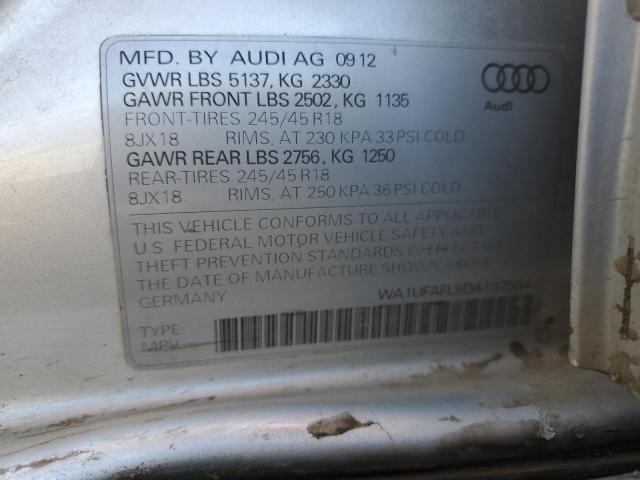 MFD. BY AUDI AG 09 12
GVWR LBS 5137, KG 2330
GAWR FRONT LBS 2502, KG 1135
FRONT-TIRES 245/45 R18
8JX18 RIMS, AT 230 KPA 33 PSI COLD
GAWR REAR LBS 2756, KG 1250
REAR-TIRES 245/45 R18
8JX18 RIMS, AT 250 KPA 36 PSI COLD
Audi
THIS VEHICLE CONFORMS TO ALL APPLICABLE
U.S. FEDERAL MOTOR VEHICLE SAFETY AND
THEFT PREVENTION STANDARDS IN EFFECT ON
THE DATE OF MANUFACTURE SHOWN ABOVE.
GERMANY
TYPE
MPV